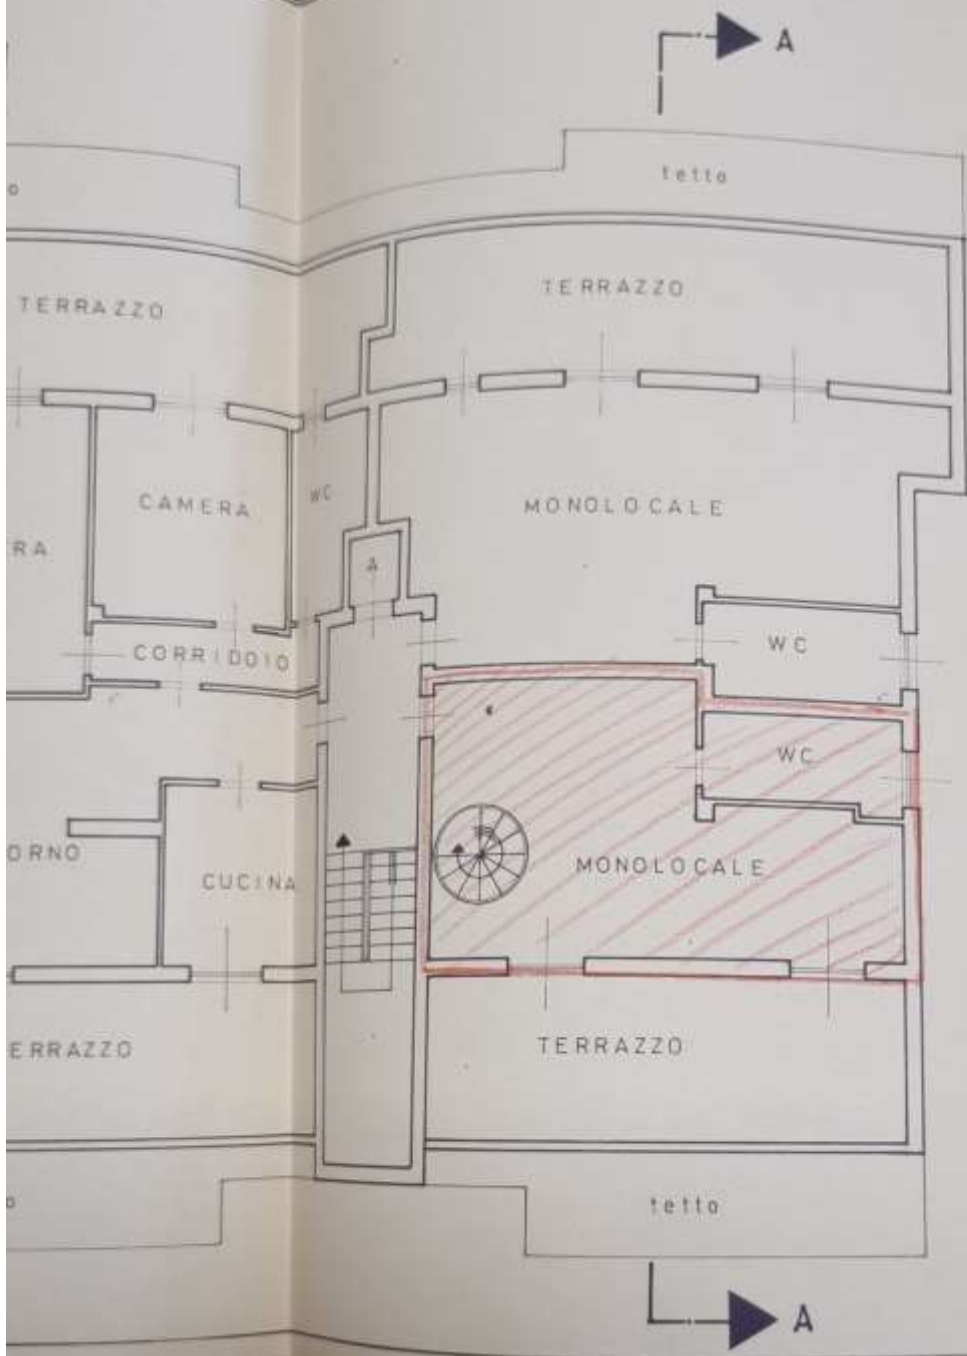 A
tetto
TERRAZZO
TERRAZZO
CAMERA
WC
MONOLOCALE
RA
A
CORRIDOIO
WC
WC
ORNO
CUCINA
MONOLOCALE
ERRAZZO
TERRAZZO
tetto
A